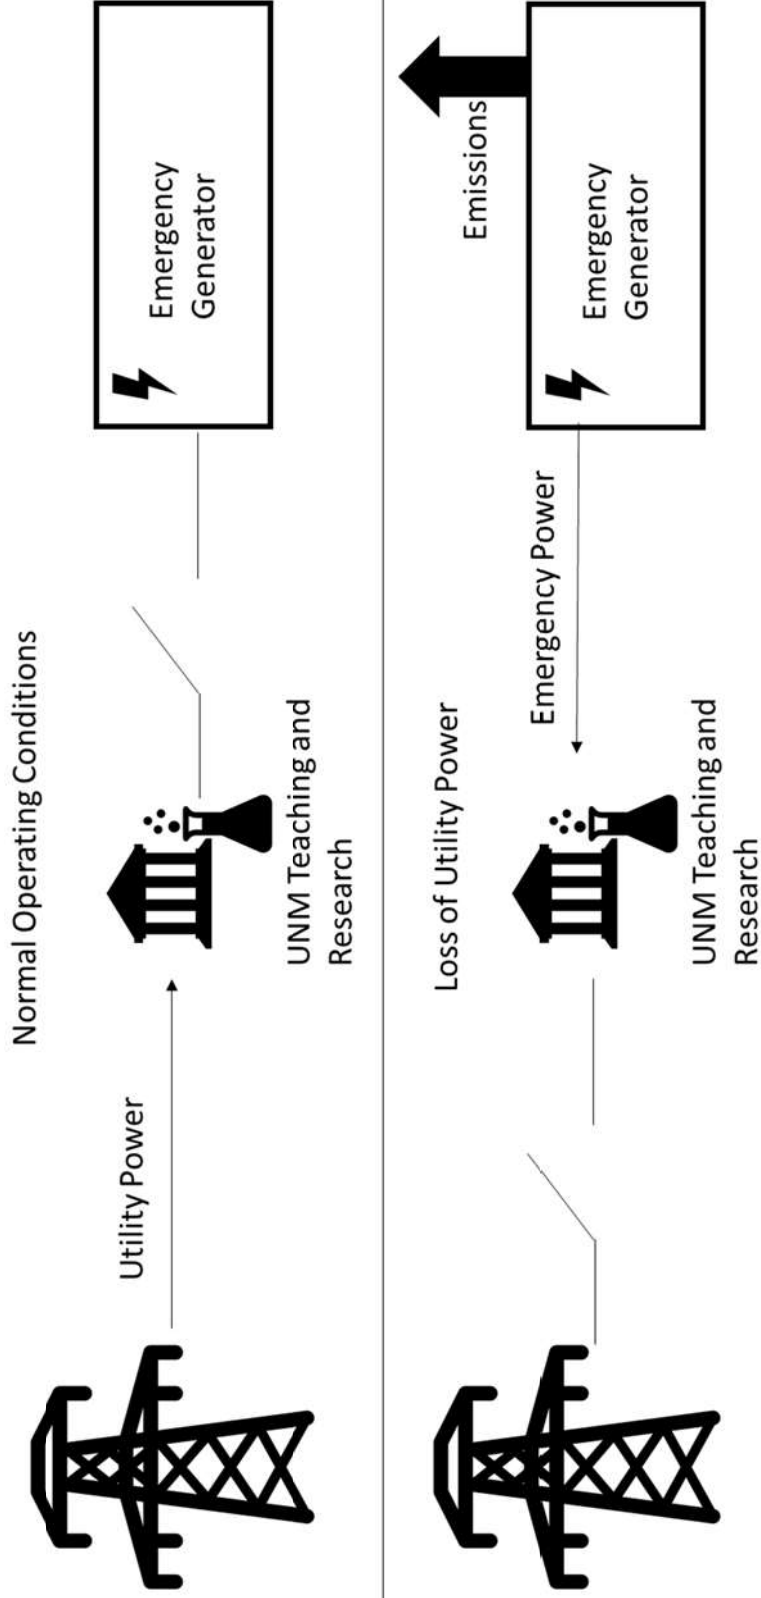 Normal Operating Conditions
Utility Power
UNM Teaching and
Research
Emergency
Generator
Loss of Utility Power
UNM Teaching and
Research
Emergency Power
Emergency
Generator
Emissions